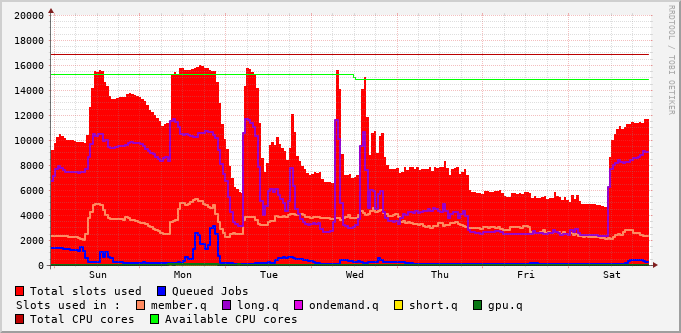 RRDTOOL / TOBI OETIKER
20000
18000
16000
14000
12000
10000
8000
6000
4000
2000
0
Sun Mon Tue Wed Thu Fri Sat
Total slots used Queued Jobs
Slots used in : member.q long.q ondemand.q short.q gpu.q
Total CPU cores Available CPU cores